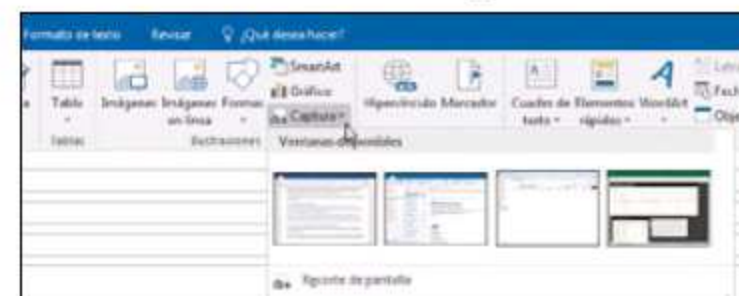 Formato de texto Revisar ¿Qué desea hacer?
SmartArt
Gráfico
Captura
Tabla Imágenes Imágenes en línea Formas
Hipervínculo Marcador
Cuadro de texto Elementos rápidos WordArt
Tablas Ilustraciones
Ventanas disponibles
Recorte de pantalla